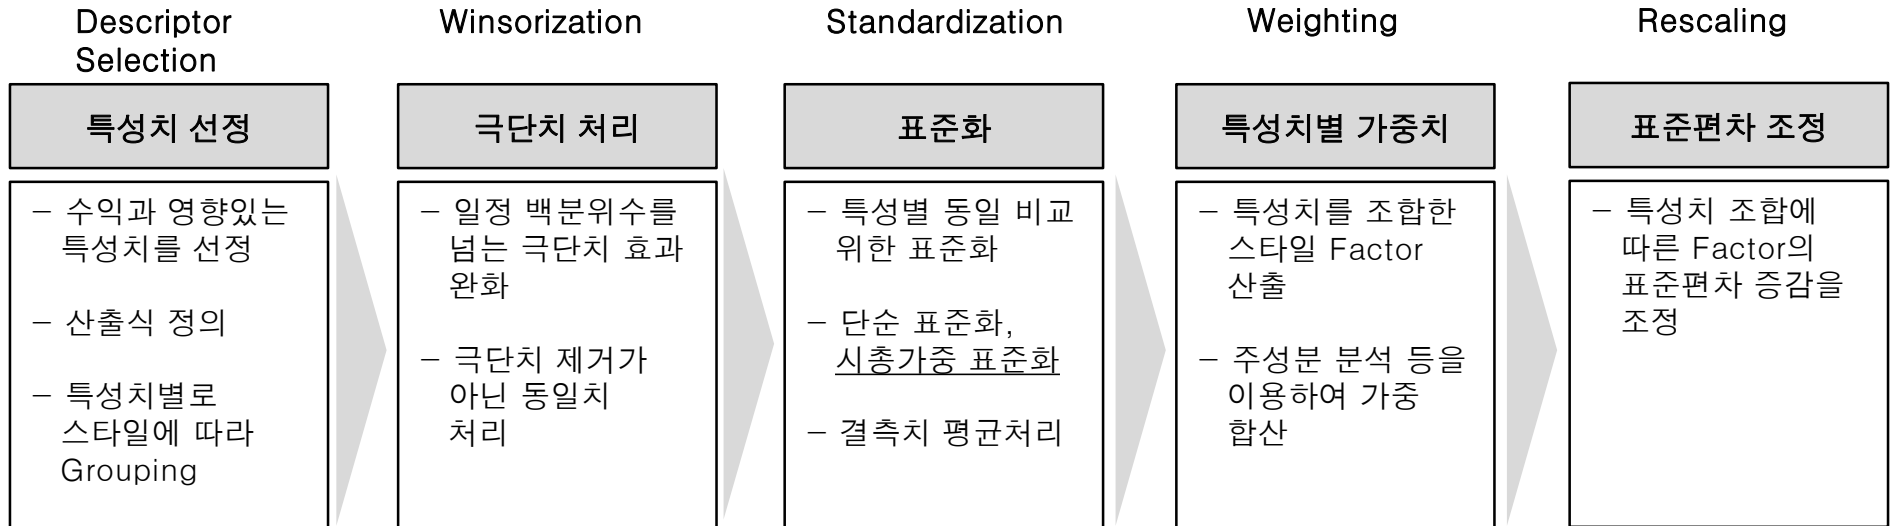 Descriptor
Selection
Winsorization
Standardization
Weighting
Rescaling
특성치 선정
극단치 처리
표준화
특성치별 가중치
표준편차 조정
– 수익과 영향있는
특성치를 선정
– 산출식 정의
– 특성치별로
스타일에 따라
Grouping
– 일정 백분위수를
넘는 극단치 효과
완화
– 극단치 제거가
아닌 동일치
처리
– 특성별 동일 비교
위한 표준화
– 단순 표준화,
시총가중 표준화
– 결측치 평균처리
– 특성치를 조합한
스타일 Factor
산출
– 주성분 분석 등을
이용하여 가중
합산
– 특성치 조합에
따른 Factor의
표준편차 증감을
조정